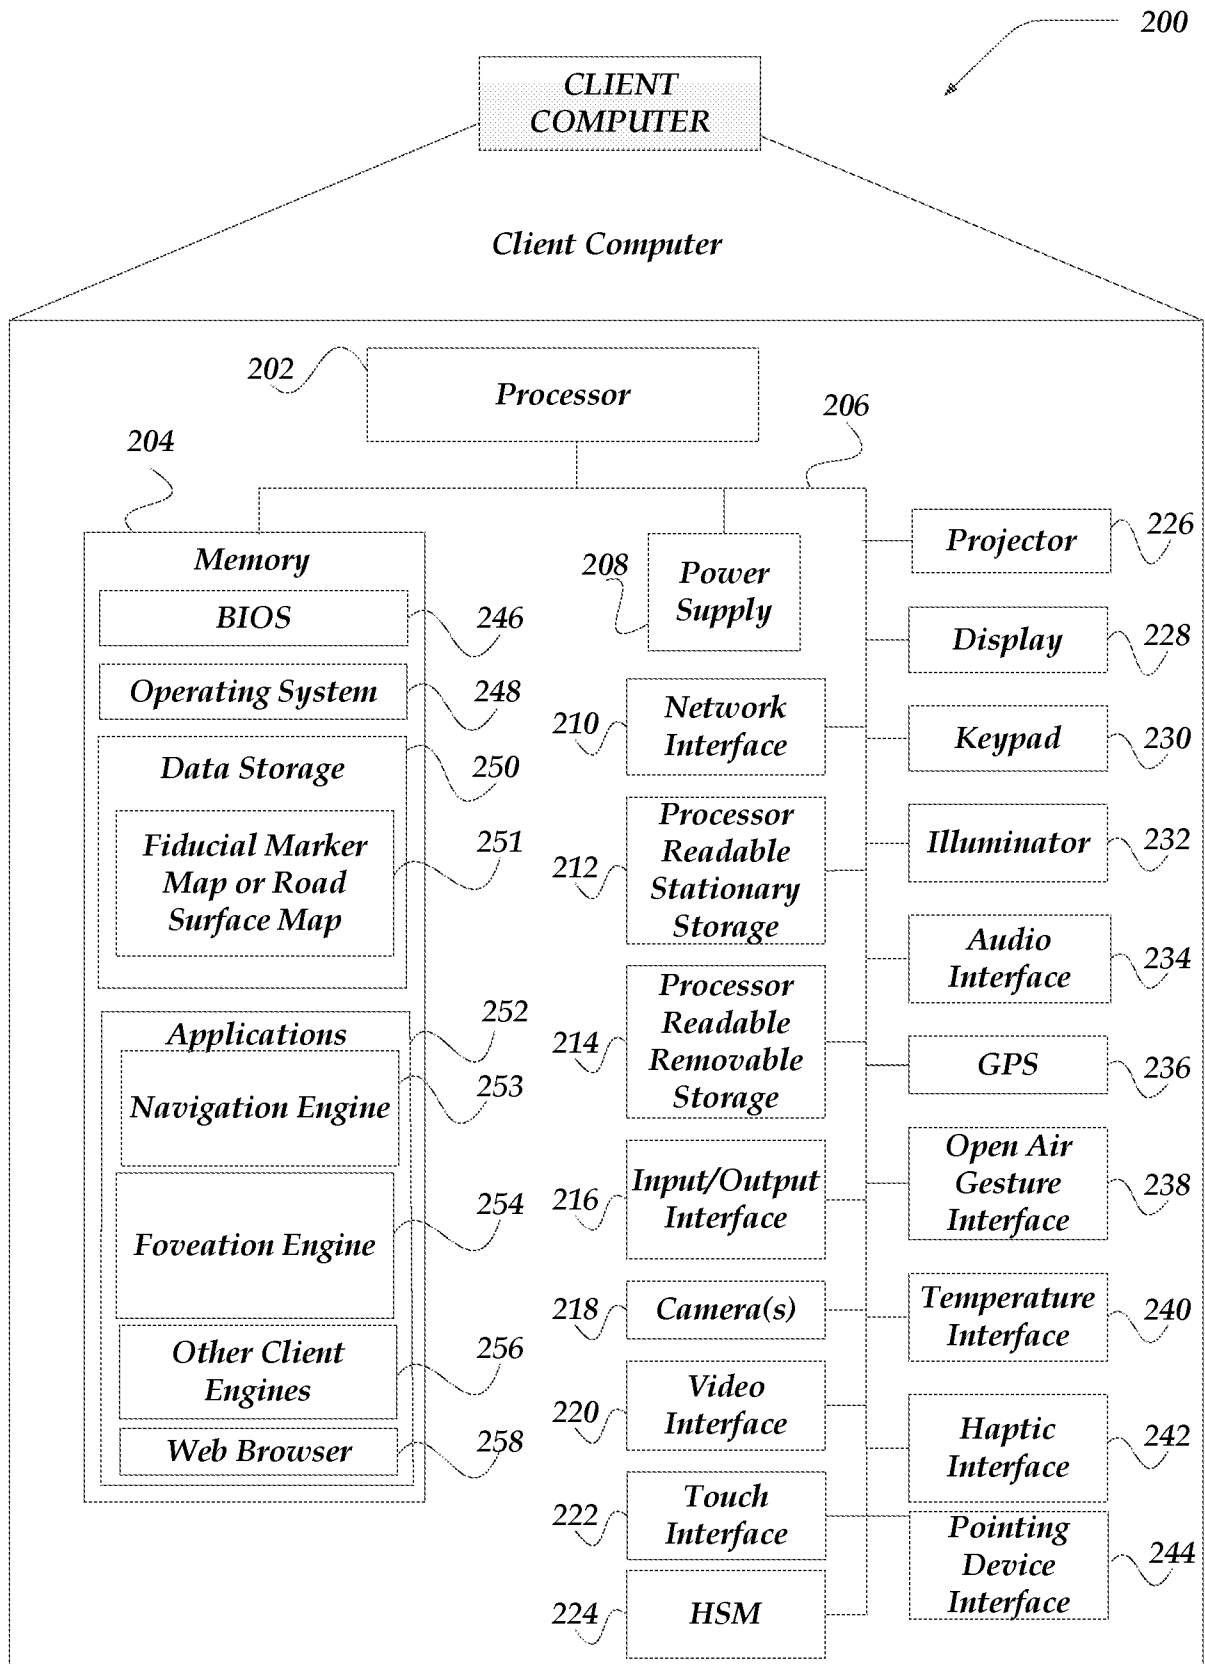 200
CLIENT
COMPUTER
Client Computer
202
Processor
206
204
Memory
BIOS
246
Operating System
248
Data Storage
250
Fiducial Marker
Map or Road
Surface Map
251
Applications
252
Navigation Engine
253
Foveation Engine
254
Other Client
Engines
256
Web Browser
258
208
Power
Supply
210
Network
Interface
212
Processor
Readable
Stationary
Storage
214
Processor
Readable
Removable
Storage
216
Input/Output
Interface
218
Camera(s)
220
Video
Interface
222
Touch
Interface
224
HSM
Projector
226
Display
228
Keypad
230
Illuminator
232
Audio
Interface
234
GPS
236
Open Air
Gesture
Interface
238
Temperature
Interface
240
Haptic
Interface
242
Pointing
Device
Interface
244